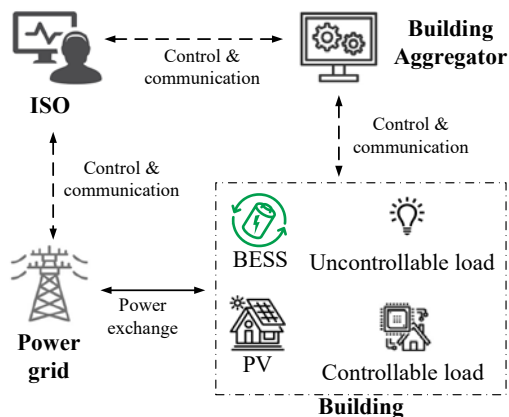 Control &
communication
Building
Aggregator
ISO
Control &
communication
Control &
communication
BESS
Uncontrollable load
Power
exchange
Power
grid
PV
Controllable load
Building